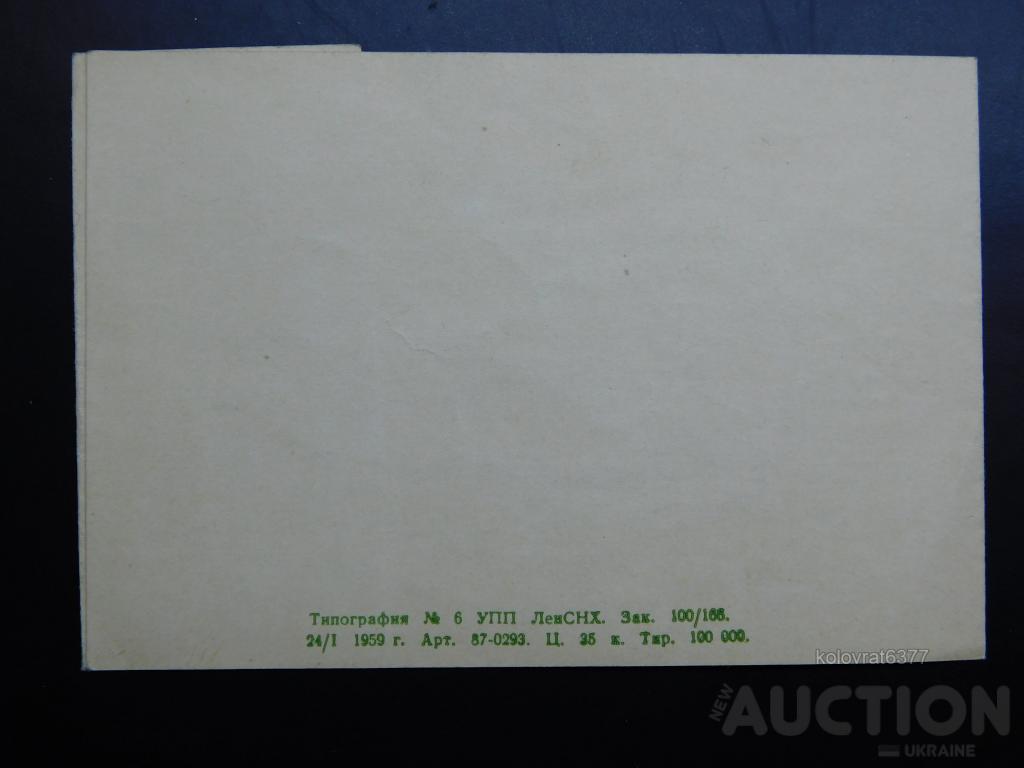 Типография № 6 УПП ЛенСНХ. Зак. 100/166.
24/I 1959 г. Арт. 87-0293. Ц. 35 к. Тир. 100 000.
kolovrat6377
NEW AUCTION
UKRAINE